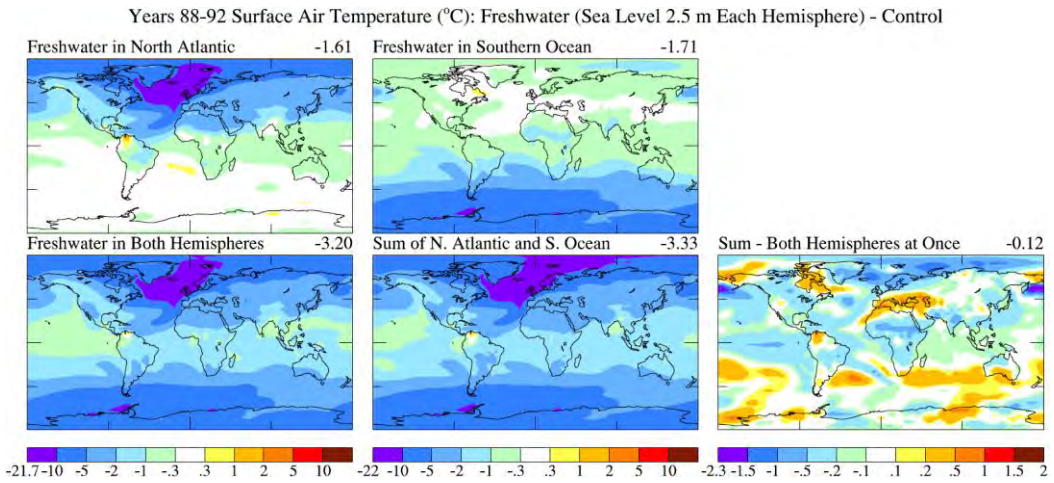 Years 88-92 Surface Air Temperature (°C): Freshwater (Sea Level 2.5 m Each Hemisphere) - Control
Freshwater in North Atlantic -1.61
Freshwater in Southern Ocean -1.71
Freshwater in Both Hemispheres -3.20
Sum of N. Atlantic and S. Ocean -3.33
Sum - Both Hemispheres at Once -0.12
-21.7 -10 -5 -2 -1 -.3 .3 1 2 5 10
-22 -10 -5 -2 -1 -.3 .3 1 2 5 10
-2.3 -1.5 -1 -.5 -.2 -.1 .1 .2 .5 1 1.5 2